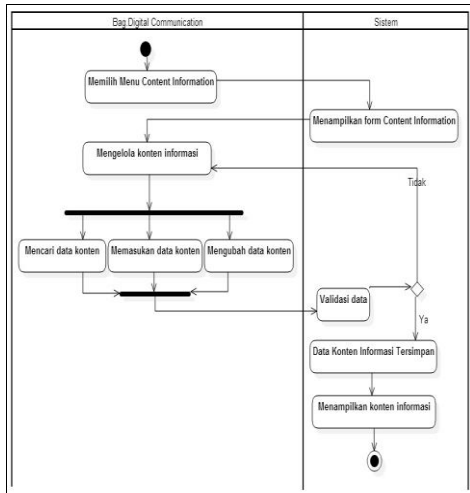 Bag.Digital Communication
Sistem
Memilih Menu Content Information
Menampilkan form Content Information
Mengelola konten informasi
Tidak
Mencari data konten
Memasukan data konten
Mengubah data konten
Validasi data
Ya
Data Konten Informasi Tersimpan
Menampilkan konten informasi